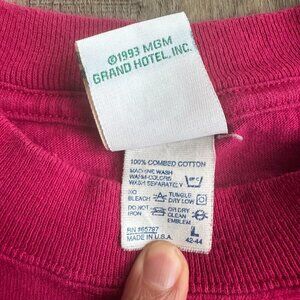 ©1993 MGM
GRAND HOTEL, INC.
100% COMBED COTTON
MACHINE WASH
WARM-COLORS
WASH SEPARATELY
NO BLEACH
TUMBLE DRY LOW
DO NOT IRON
OR DRY CLEAN
EMBLEM
RN #65787
MADE IN U.S.A.
L
42-44